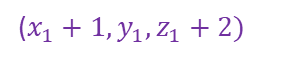 (x₁ + 1, y₁, z₁ + 2)